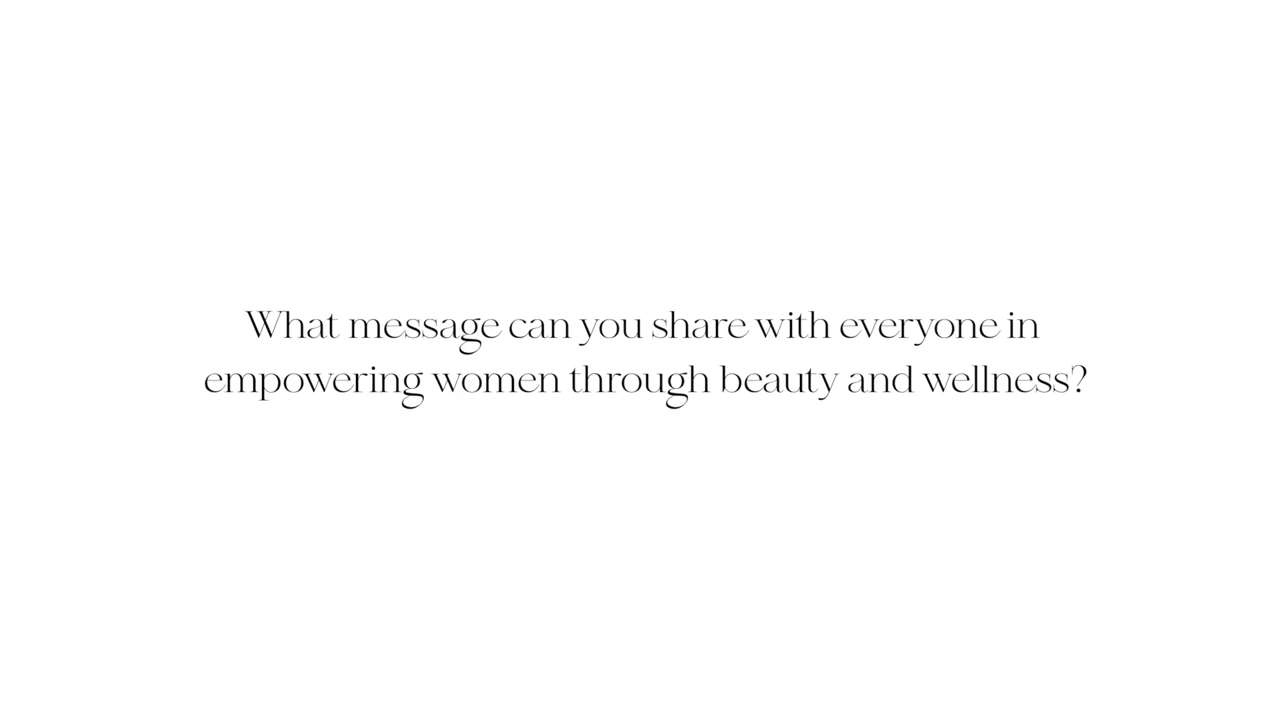 What message can you share with everyone in
empowering women through beauty and wellness?